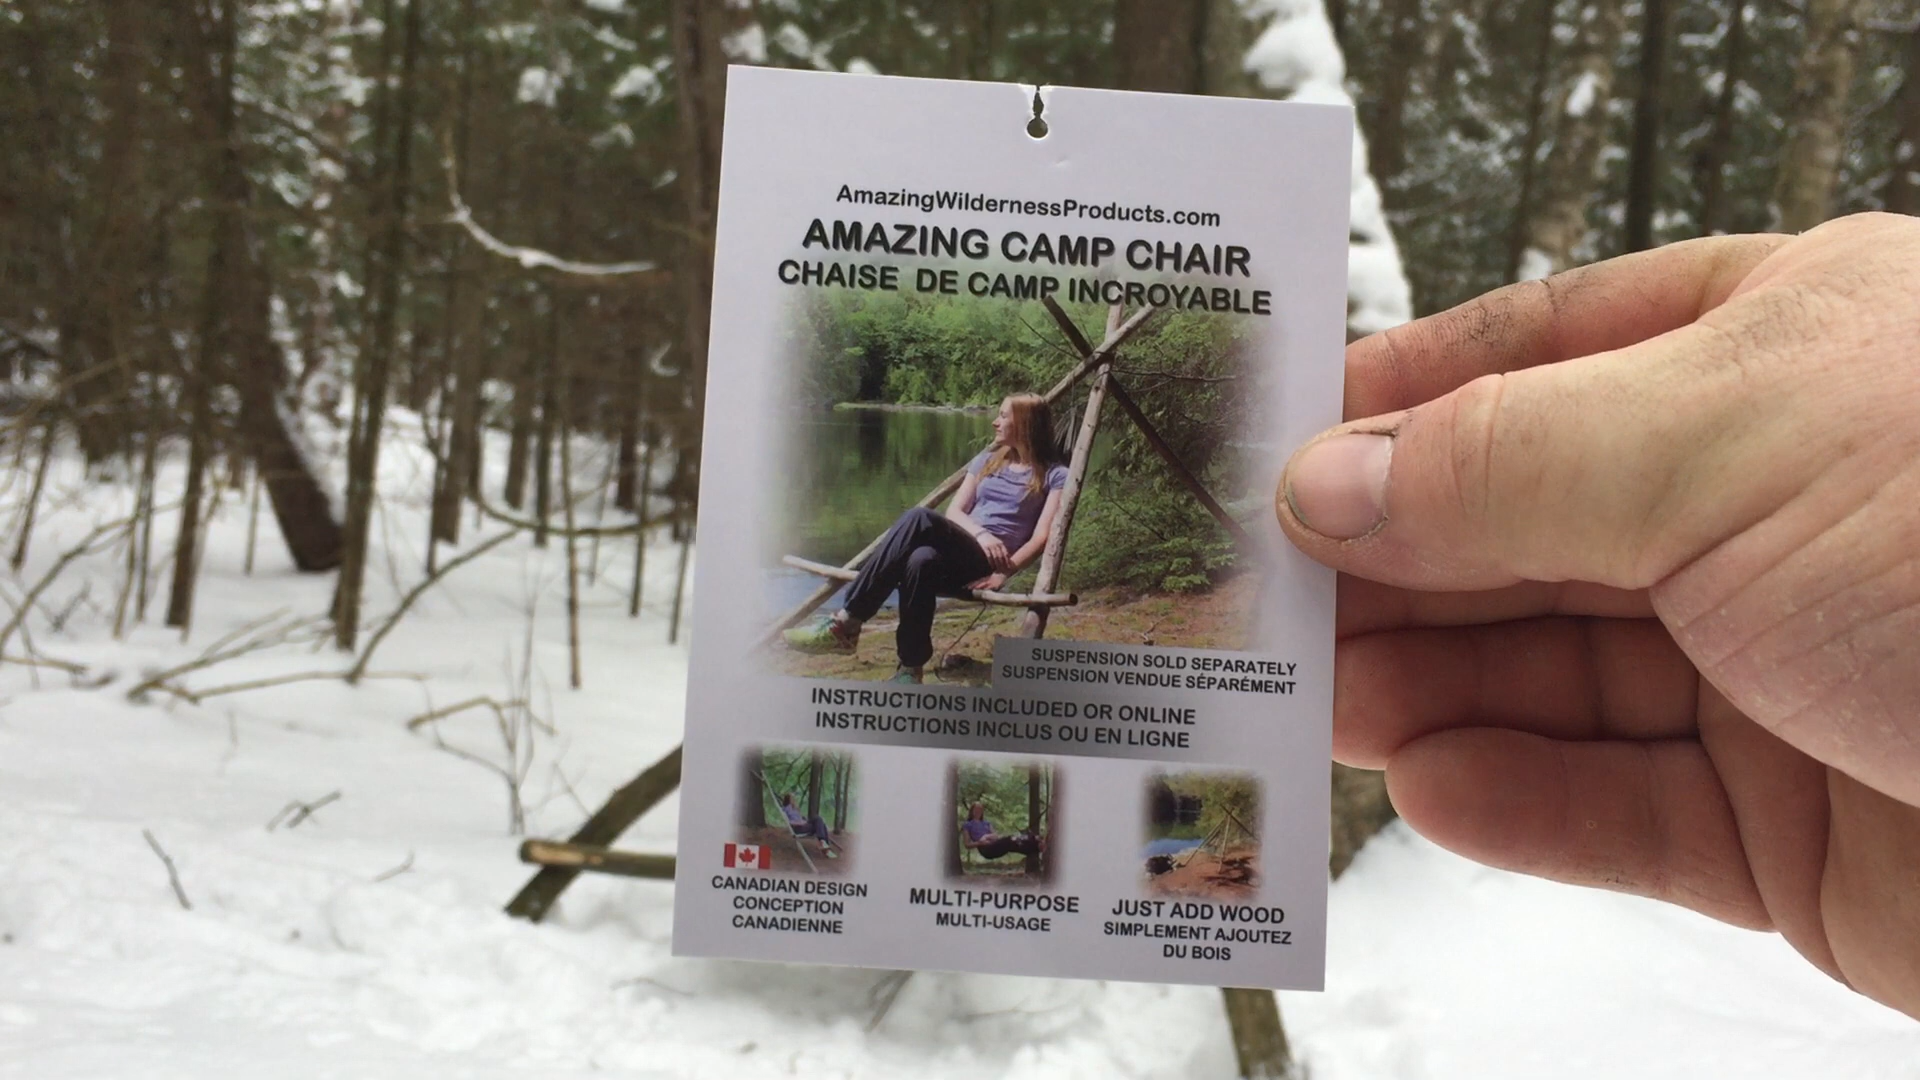 AmazingWildernessProducts.com
AMAZING CAMP CHAIR
CHAISE DE CAMP INCROYABLE
SUSPENSION SOLD SEPARATELY
SUSPENSION VENDUE SÉPARÉMENT
INSTRUCTIONS INCLUDED OR ONLINE
INSTRUCTIONS INCLUS OU EN LIGNE
CANADIAN DESIGN
CONCEPTION
CANADIENNE
MULTI-PURPOSE
MULTI-USAGE
JUST ADD WOOD
SIMPLEMENT AJOUTEZ
DU BOIS